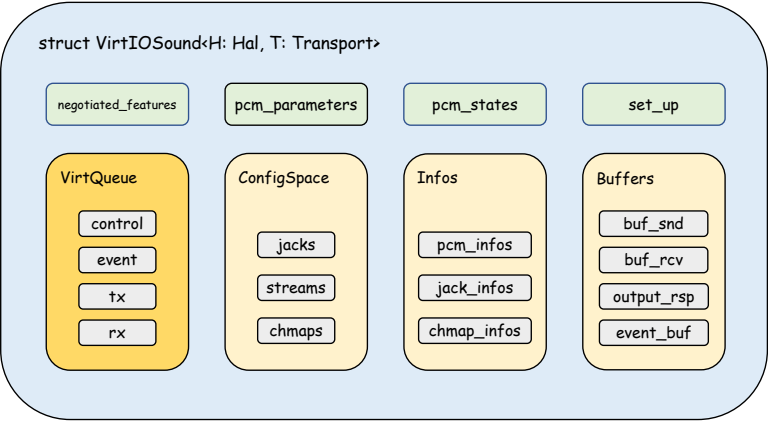 struct VirtIOSound<H: Hal, T: Transport>
negotiated_features
pcm_parameters
pcm_states
set_up
VirtQueue
control
event
tx
rx
ConfigSpace
jacks
streams
chmaps
Infos
pcm_infos
jack_infos
chmap_infos
Buffers
buf_snd
buf_rcv
output_rsp
event_buf